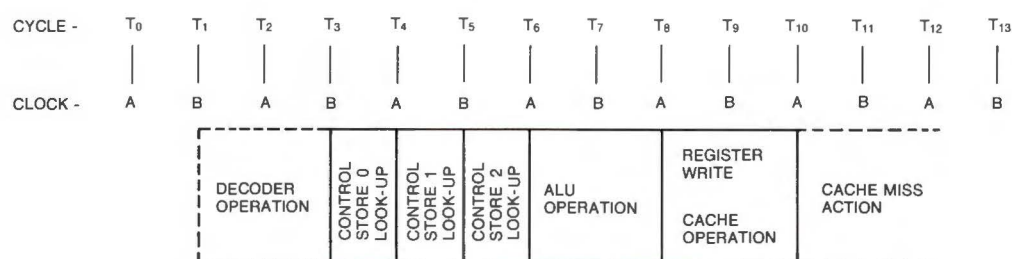 CYCLE - T0 T1 T2 T3 T4 T5 T6 T7 T8 T9 T10 T11 T12 T13
CLOCK - A B A B A B A B A B A B A B
DECODER
OPERATION
CONTROL
STORE 0
LOOK-UP
CONTROL
STORE 1
LOOK-UP
CONTROL
STORE 2
LOOK-UP
ALU
OPERATION
REGISTER
WRITE
CACHE
OPERATION
CACHE MISS
ACTION